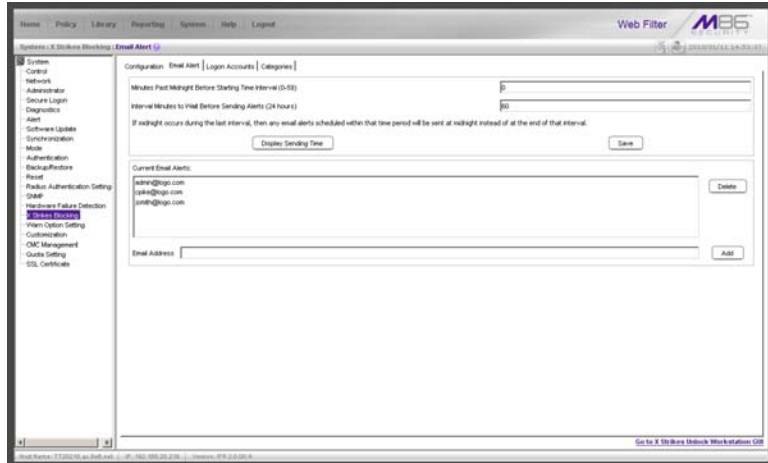 Home Policy Library Reporting System Help Logout
Web Filter
M86 SECURITY
System : X Strikes Blocking : Email Alert
System
Control
Network
Administrator
Secure Logon
Diagnostics
Alert
Software Update
Synchronization
Mode
Authentication
Backup/Restore
Reset
Radius Authentication Setting
SNMP
Hardware Failure Detection
X Strikes Blocking
Warn Option Setting
Customization
CMC Management
Quota Setting
SSL Certificate
Configuration Email Alert Logon Accounts Categories
Minutes Past Midnight Before Starting Time Interval (0-59) 0
Interval Minutes to Wait Before Sending Alerts (24 hours) 60
If midnight occurs during the last interval, then any email alerts scheduled within that time period will be sent at midnight instead of at the end of that interval.
Display Sending Time Save
Current Email Alerts:
admin@logo.com
cpike@logo.com
jsmith@logo.com
Delete
Email Address Add
Go to X Strikes Unlock Workstation GUI
Host Name: IP: Version: